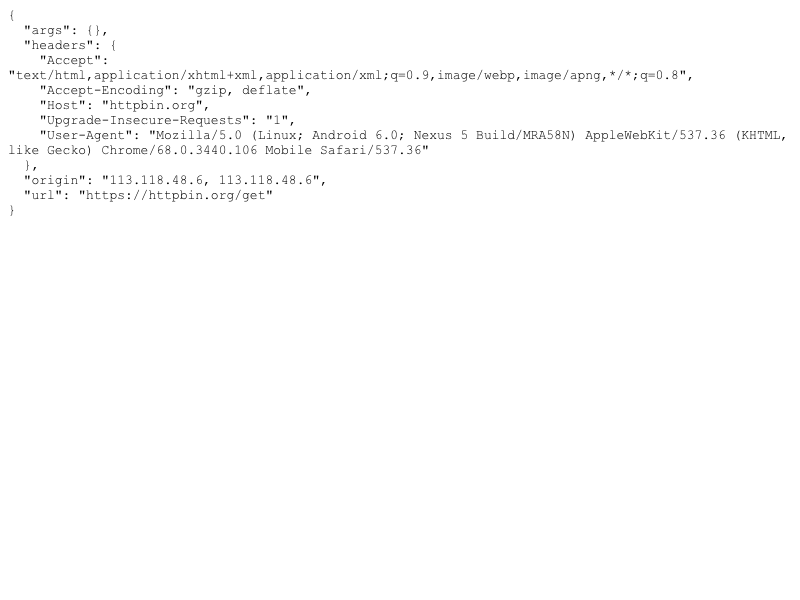 {
  "args": {},
  "headers": {
    "Accept":
"text/html,application/xhtml+xml,application/xml;q=0.9,image/webp,image/apng,*/*;q=0.8",
    "Accept-Encoding": "gzip, deflate",
    "Host": "httpbin.org",
    "Upgrade-Insecure-Requests": "1",
    "User-Agent": "Mozilla/5.0 (Linux; Android 6.0; Nexus 5 Build/MRA58N) AppleWebKit/537.36 (KHTML,
like Gecko) Chrome/68.0.3440.106 Mobile Safari/537.36"
  },
  "origin": "113.118.48.6, 113.118.48.6",
  "url": "https://httpbin.org/get"
}